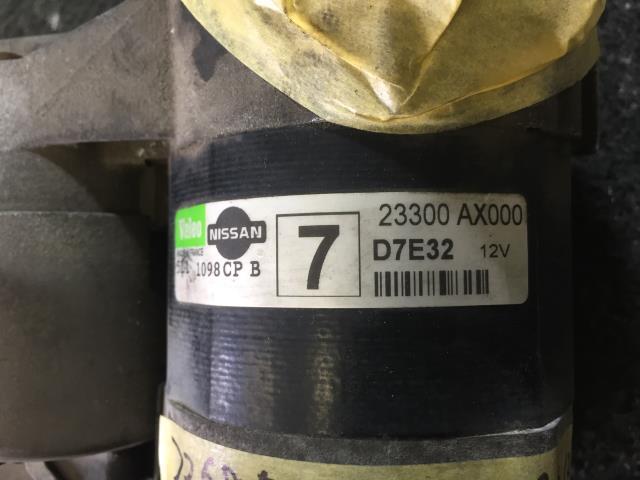 Valeo
NISSAN
7
23300 AX000
D7E32 12V
1098 CP B